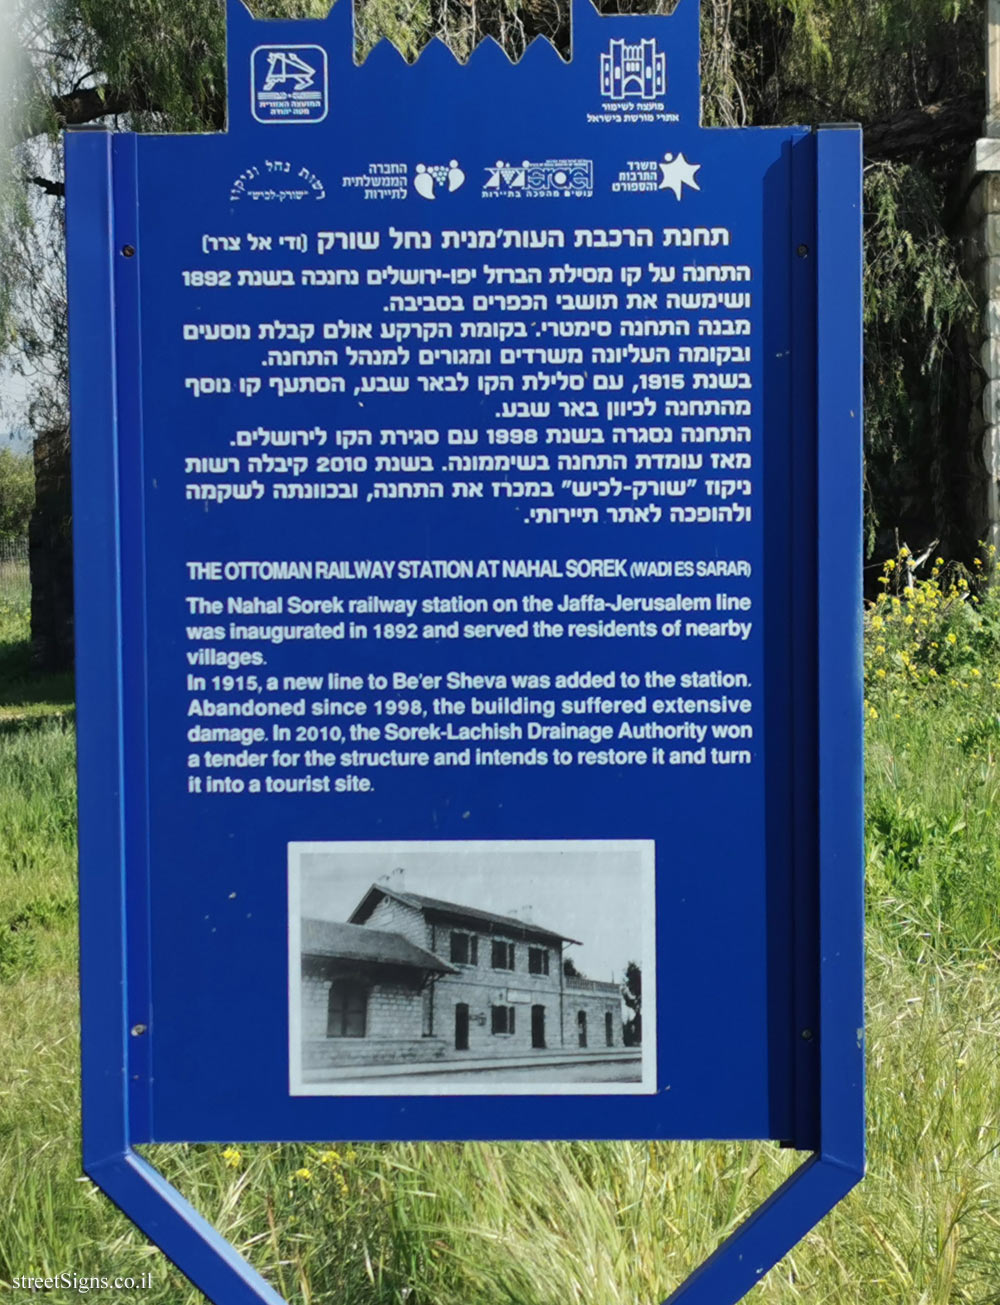 המועצה האזורית
מטה יהודה
מועצה לשימור
אתרי מורשת בישראל
רשות נחל וניקוז
"שורק-לכיש"
החברה
הממשלתית
לתיירות
israel
עושים מהפכה בתיירות
משרד
התרבות
והספורט
תחנת הרכבת העות'מנית נחל שורק (ודי אל צרר)
התחנה על קו מסילת הברזל יפו-ירושלים נחנכה בשנת 1892
ושימשה את תושבי הכפרים בסביבה.
מבנה התחנה סימטרי. בקומת הקרקע אולם קבלת נוסעים
ובקומה העליונה משרדים ומגורים למנהל התחנה.
בשנת 1915, עם סלילת הקו לבאר שבע, הסתעף קו נוסף
מהתחנה לכיוון באר שבע.
התחנה נסגרה בשנת 1998 עם סגירת הקו לירושלים.
מאז עומדת התחנה בשיממונה. בשנת 2010 קיבלה רשות
ניקוז "שורק-לכיש" במכרז את התחנה, ובכוונתה לשקמה
ולהופכה לאתר תיירותי.
THE OTTOMAN RAILWAY STATION AT NAHAL SOREK (WADI ES SARAR)
The Nahal Sorek railway station on the Jaffa-Jerusalem line
was inaugurated in 1892 and served the residents of nearby
villages.
In 1915, a new line to Be'er Sheva was added to the station.
Abandoned since 1998, the building suffered extensive
damage. In 2010, the Sorek-Lachish Drainage Authority won
a tender for the structure and intends to restore it and turn
it into a tourist site.
streetSigns.co.il